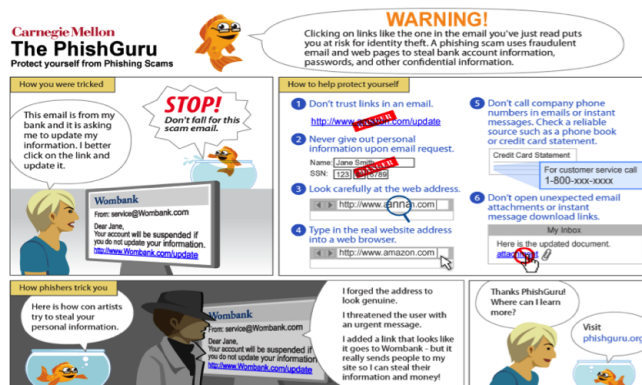 Carnegie Mellon
The PhishGuru
Protect yourself from Phishing Scams
WARNING!
Clicking on links like the one in the email you've just read puts
you at risk for identity theft. A phishing scam uses fraudulent
email and web pages to steal bank account information,
passwords, and other confidential information.
How you were tricked
This email is from my
bank and it is asking
me to update my
information. I better
click on the link and
update it.
STOP!
Don't fall for this
scam email.
Wombank
From: service@Wombank.com
Dear Jane,
Your account will be suspended if
you do not update your information.
http://www.Wombank.com/update
How to help protect yourself
1 Don't trust links in an email.
http://www.amazon.com/update
DANGER
2 Never give out personal
information upon email request.
Name: Jane Smith
SSN: 123 6789
DANGER
3 Look carefully at the web address.
http://www.annazon.com
4 Type in the real website address
into a web browser.
http://www.amazon.com
5 Don't call company phone
numbers in emails or instant
messages. Check a reliable
source such as a phone book
or credit card statement.
Credit Card Statement
For customer service call
1-800-xxx-xxxx
6 Don't open unexpected email
attachments or instant
message download links.
My Inbox
Here is the updated document.
attachment
How phishers trick you
Here is how con artists
try to steal your
personal information.
Wombank
From: service@Wombank.com
Dear Jane,
Your account will be suspended if
you do not update your information
http://www.Wombank.com/update
I forged the address to
look genuine.
I threatened the user with
an urgent message.
I added a link that looks like
it goes to Wombank - but it
really sends people to my
site so I can steal their
information and money!
Thanks PhishGuru!
Where can I learn
more?
Visit
phishguru.org